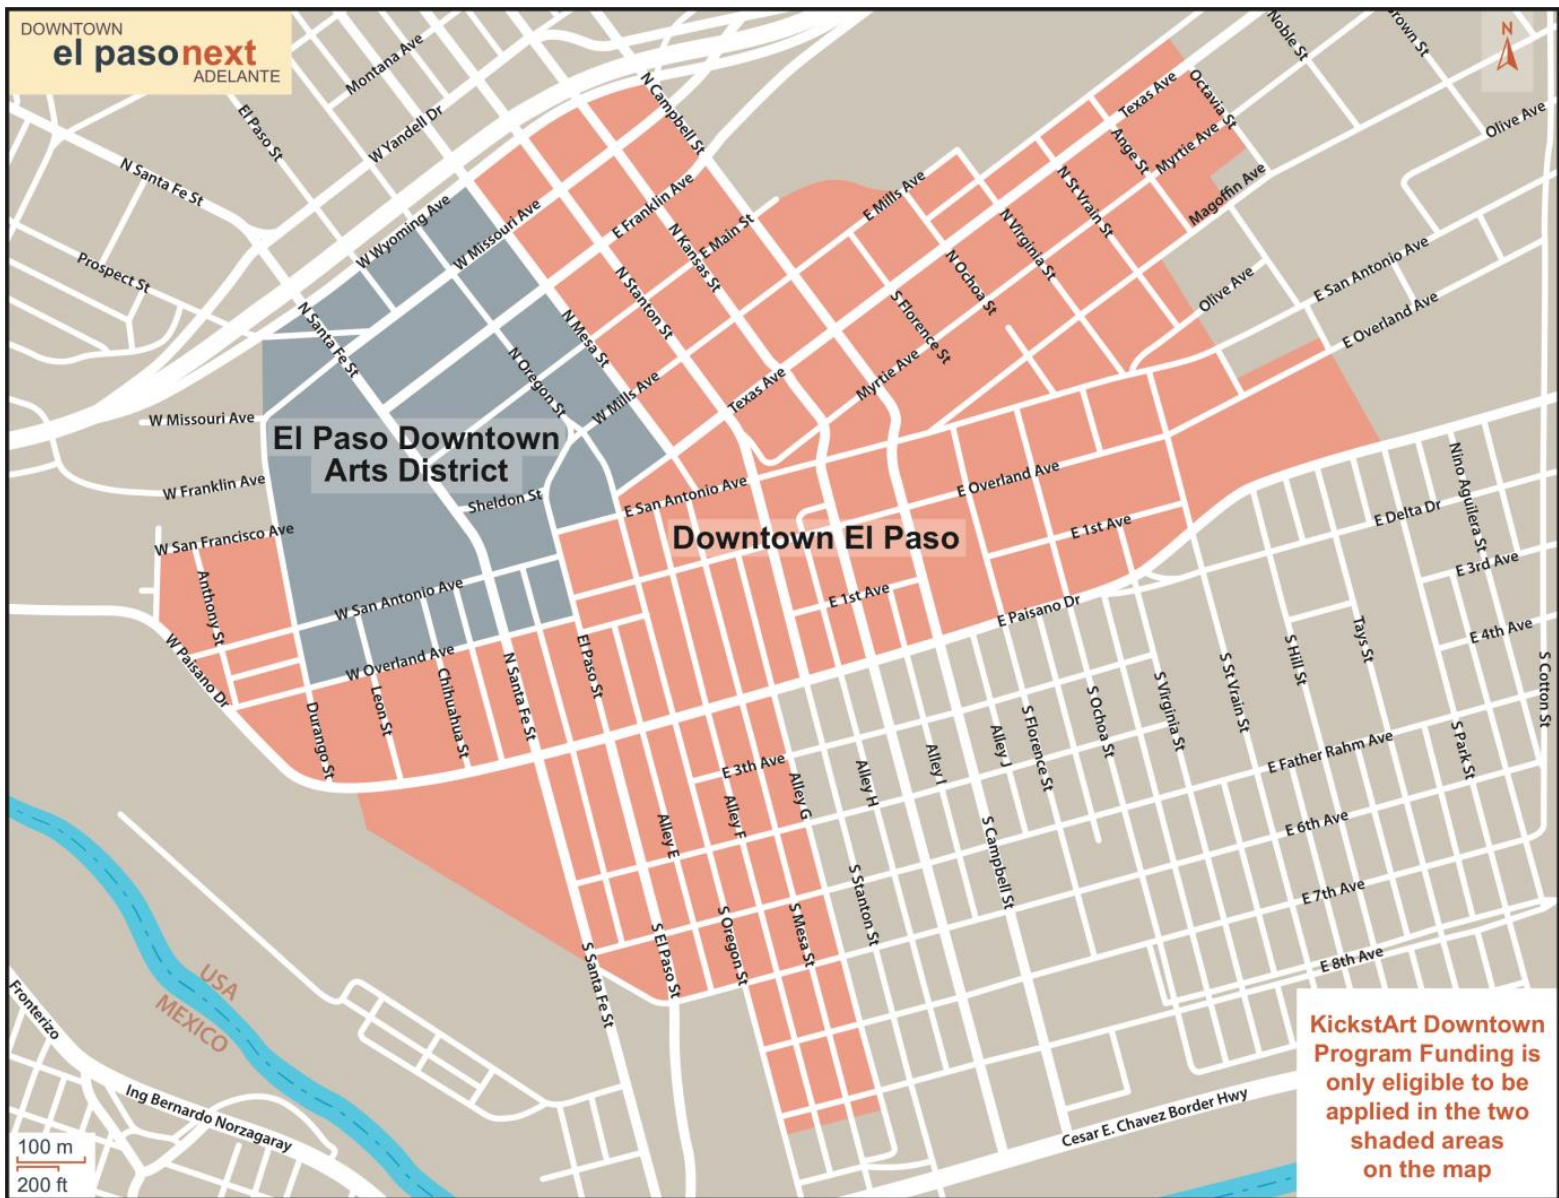 DOWNTOWN
el pasonext
ADELANTE
N
Montana Ave
El Paso St
W Yandell Dr
N Santa Fe St
Prospect St
N Campbell St
Noble St
Brown St
Octavia St
Texas Ave
Ange St
Myrtie Ave
Olive Ave
Magoffin Ave
N St Vrain St
E Mills Ave
N Virginia St
E Franklin Ave
E Main St
N Kansas St
N Stanton St
W Wyoming Ave
W Missouri Ave
N Ochoa St
Olive Ave
E San Antonio Ave
E Overland Ave
S Florence St
N Santa Fe St
N Mesa St
N Oregon St
W Mills Ave
Texas Ave
Myrtie Ave
W Missouri Ave
El Paso Downtown
Arts District
W Franklin Ave
Sheldon St
E San Antonio Ave
E Overland Ave
Nino Aguilera St
E Delta Dr
W San Francisco Ave
Downtown El Paso
E 1st Ave
E 3rd Ave
Anthony St
W San Antonio Ave
E 1st Ave
E Paisano Dr
E 4th Ave
W Paisano Dr
W Overland Ave
El Paso St
N Santa Fe St
Durango St
Leon St
Chihuahua St
Tays St
S Hill St
S St Vrain St
S Virginia St
S Ochoa St
S Florence St
S Cotton St
S Park St
E Father Rahm Ave
E 3th Ave
Alley G
Alley H
Alley I
Alley J
Alley E
Alley F
E 6th Ave
S Campbell St
S Stanton St
E 7th Ave
S Mesa St
S Oregon St
S El Paso St
S Santa Fe St
E 8th Ave
USA
MEXICO
Fronterizo
Ing Bernardo Norzagaray
Cesar E. Chavez Border Hwy
100 m
200 ft
KickstArt Downtown
Program Funding is
only eligible to be
applied in the two
shaded areas
on the map